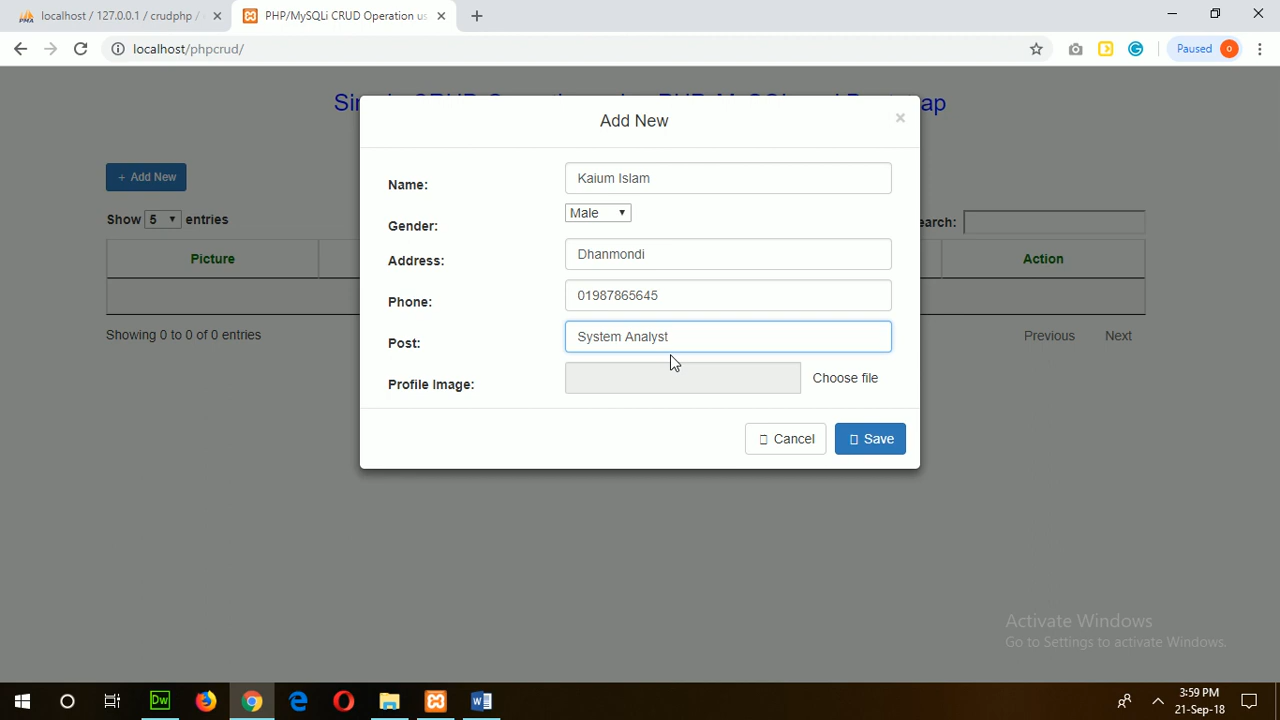 localhost / 127.0.0.1 / crudphp /
PHP/MySQLi CRUD Operation us
localhost/phpcrud/
Paused 0
Add New
+ Add New
Show 5 entries
earch:
Picture
Action
Showing 0 to 0 of 0 entries
Previous Next
Name: Kaium Islam
Gender: Male
Address: Dhanmondi
Phone: 01987865645
Post: System Analyst
Profile Image: Choose file
Cancel Save
Activate Windows
Go to Settings to activate Windows.
Dw
3:59 PM
21-Sep-18